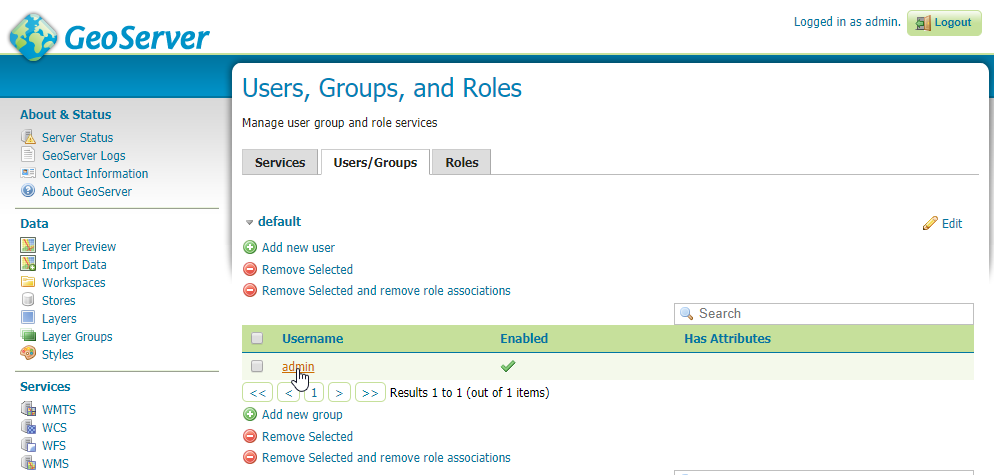 GeoServer
Logged in as admin.
Logout
Users, Groups, and Roles
Manage user group and role services
Services
Users/Groups
Roles
About & Status
Server Status
GeoServer Logs
Contact Information
About GeoServer
Data
Layer Preview
Import Data
Workspaces
Stores
Layers
Layer Groups
Styles
Services
WMTS
WCS
WFS
WMS
default
Edit
Add new user
Remove Selected
Remove Selected and remove role associations
Search
Username Enabled Has Attributes
admin
<< < 1 > >> Results 1 to 1 (out of 1 items)
Add new group
Remove Selected
Remove Selected and remove role associations